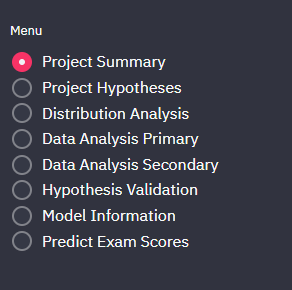 Menu
Project Summary
Project Hypotheses
Distribution Analysis
Data Analysis Primary
Data Analysis Secondary
Hypothesis Validation
Model Information
Predict Exam Scores